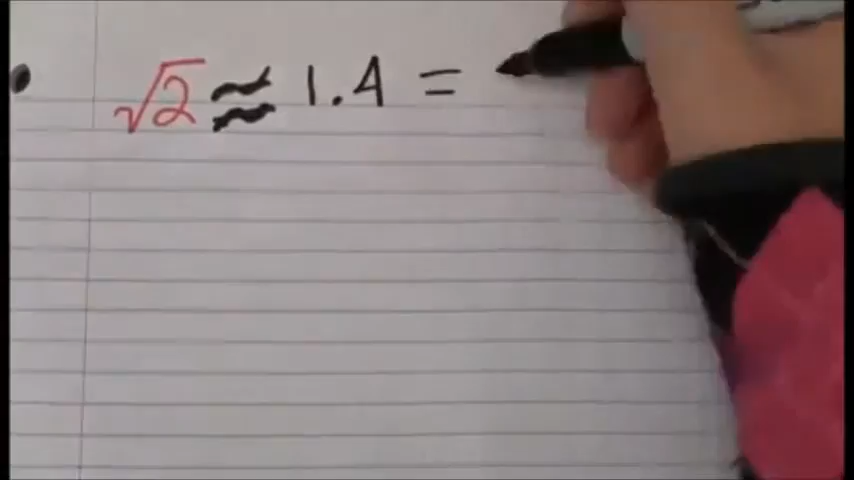 √2 ≈ 1.4 =